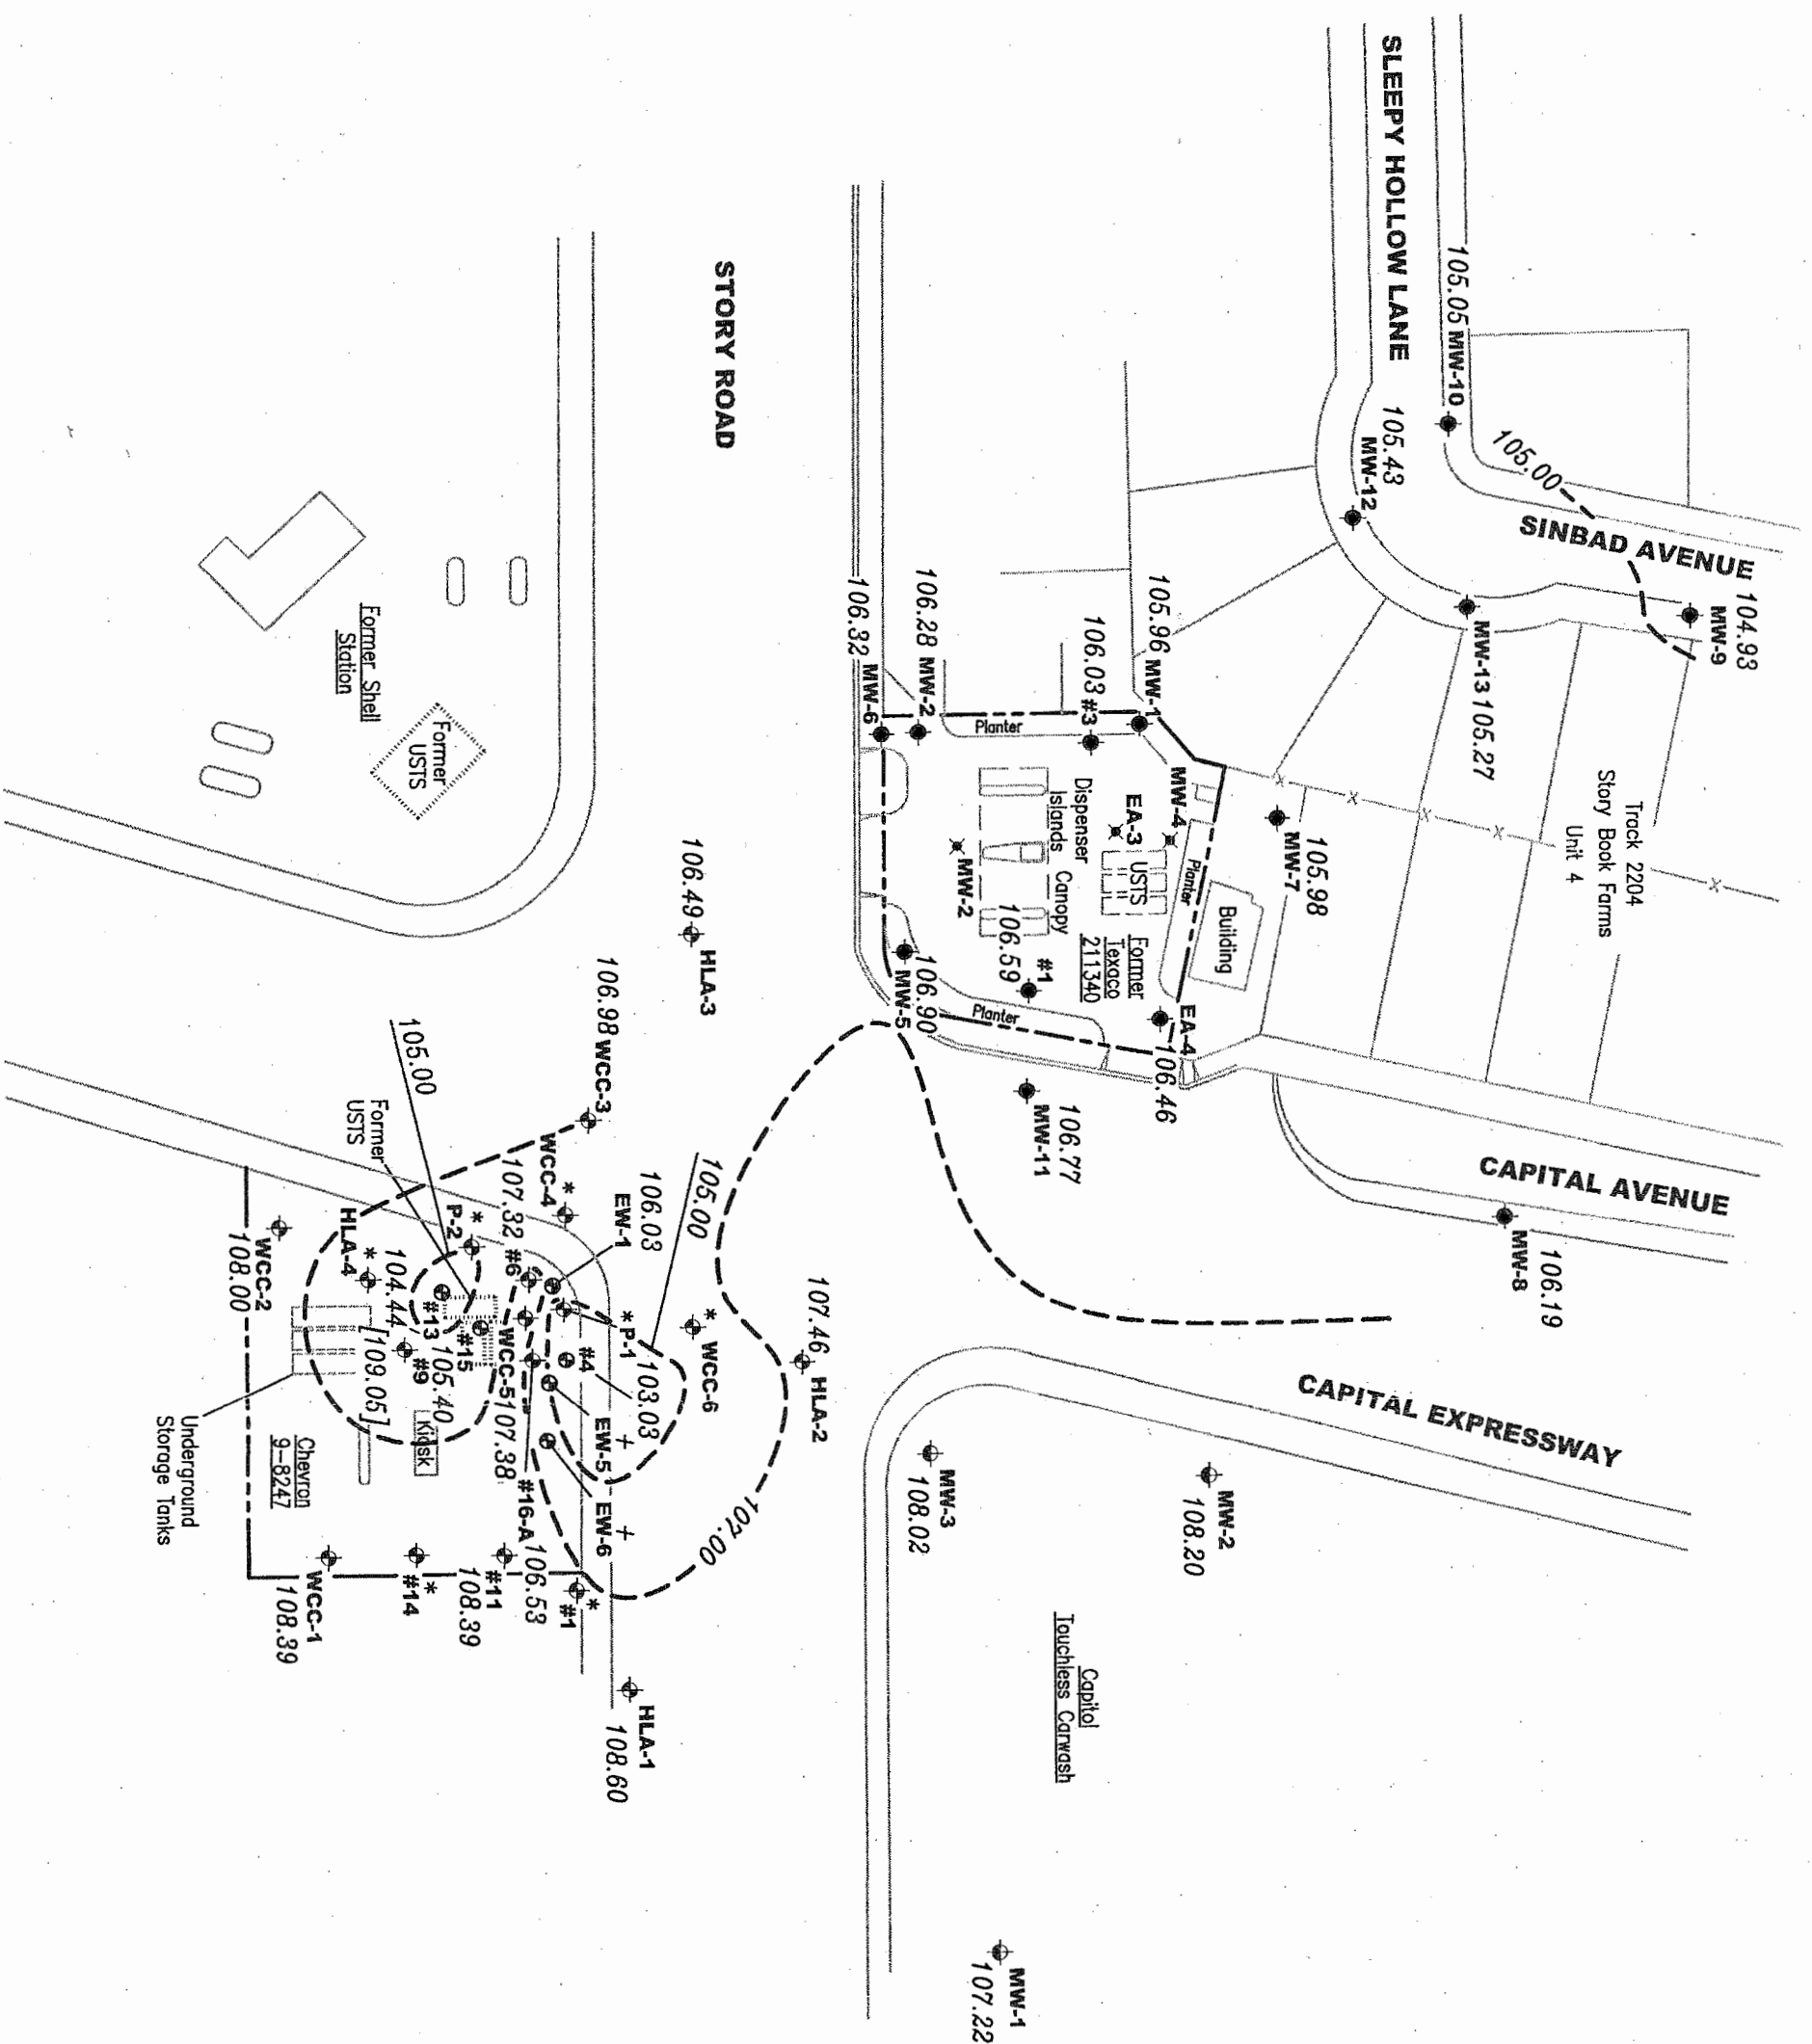 SLEEPY HOLLOW LANE
105.05 MW-10
105.43
MW-12
105.00
SINBAD AVENUE
104.93
MW-9
MW-13 105.27
Track 2204
Story Book Farms
Unit 4
STORY ROAD
106.32 MW-6
106.28 MW-2
106.03 #3
105.96 MW-1
Planter
MW-4
EA-3
USTS
Dispenser
Islands
Canopy
MW-2
Planter
Building
105.98
MW-7
Former
Texaco
211340
#1
106.59
106.90
MW-5
Planter
EA-4
106.46
106.77
MW-11
CAPITAL AVENUE
106.19
MW-8
CAPITAL EXPRESSWAY
Former Shell
Station
Former
USTS
106.49
HLA-3
106.98 WCC-3
105.00
Former
USTS
WCC-4
*
107.32 #6
106.03
EW-1
105.00
* WCC-6
107.46
HLA-2
* P-1
103.03
#4
P-2
*
HLA-4
*
104.44
#13
#15
105.40
#9
[109.05]
WCC-5 107.38
EW-5
EW-6
#16-A 106.53
107.00
WCC-2
108.00
Kiosk
Chevron
9-8247
Underground
Storage Tanks
WCC-1
108.39
#14
*
#11
108.39
#1
*
HLA-1
108.60
MW-3
108.02
MW-2
108.20
Capitol
Touchless Carwash
MW-1
107.22